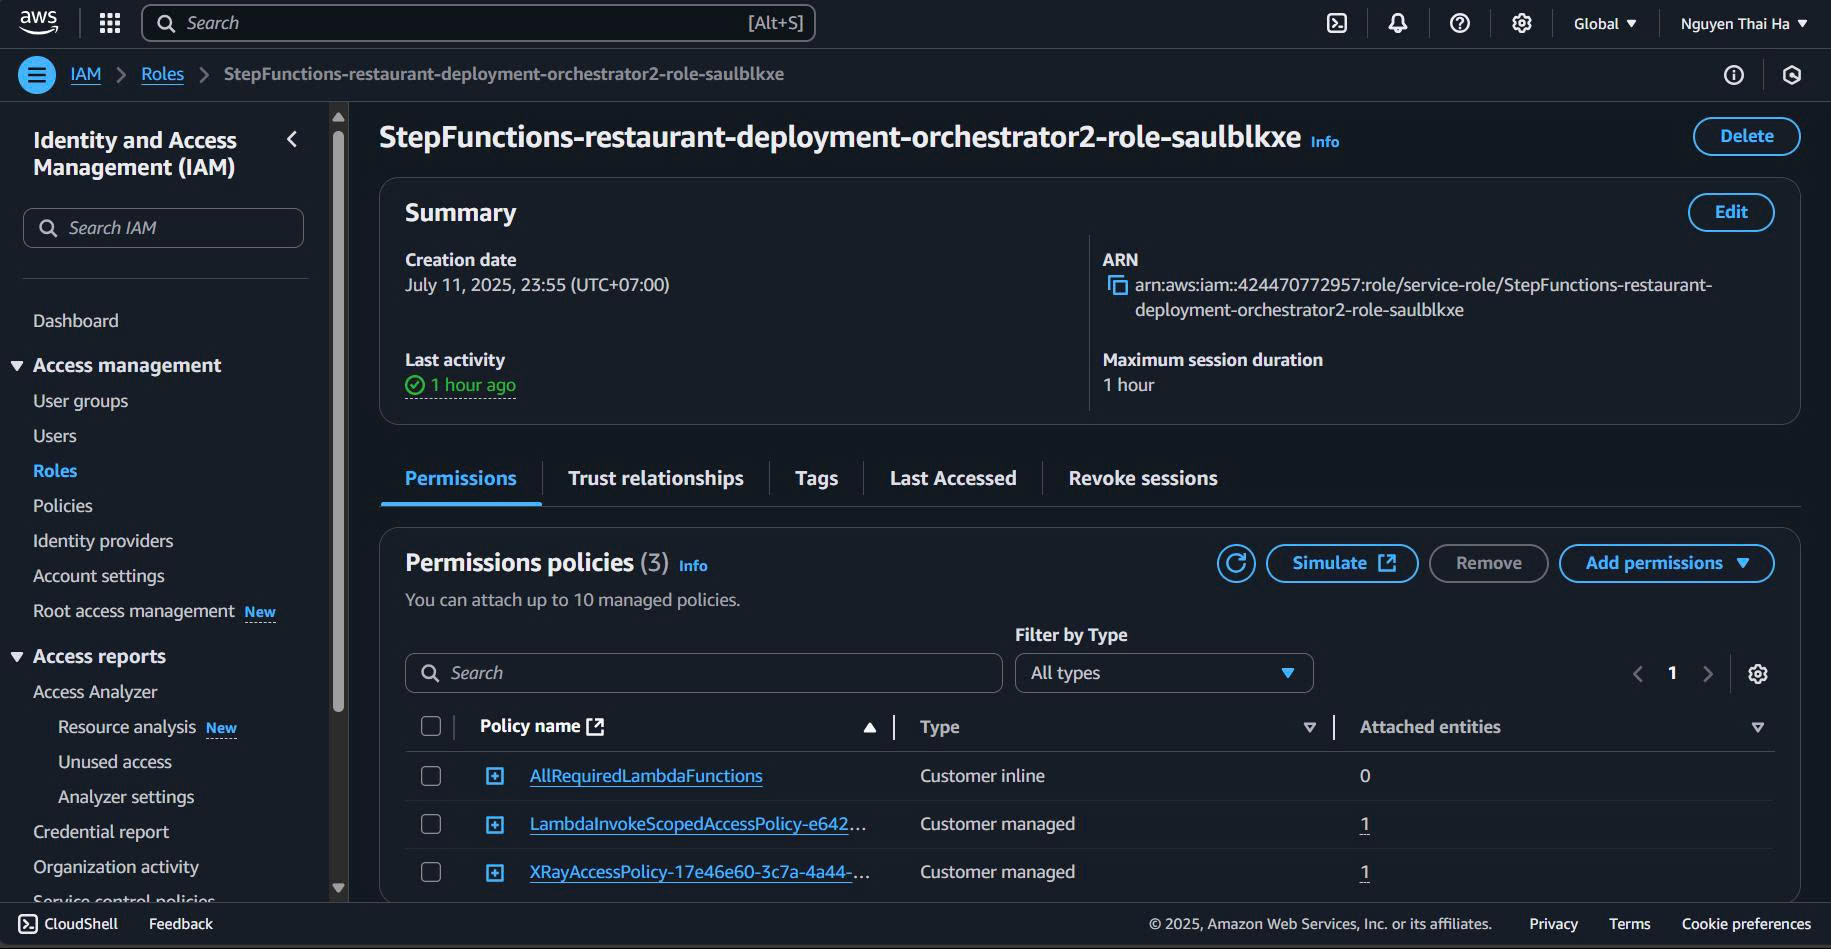 aws
Search [Alt+S]
Global
Nguyen Thai Ha
IAM
Roles
StepFunctions-restaurant-deployment-orchestrator2-role-saulblkxe
Identity and Access
Management (IAM)
Search IAM
Dashboard
Access management
User groups
Users
Roles
Policies
Identity providers
Account settings
Root access management New
Access reports
Access Analyzer
Resource analysis New
Unused access
Analyzer settings
Credential report
Organization activity
Service control policies
StepFunctions-restaurant-deployment-orchestrator2-role-saulblkxe Info
Delete
Summary
Edit
Creation date
July 11, 2025, 23:55 (UTC+07:00)
ARN
arn:aws:iam::424470772957:role/service-role/StepFunctions-restaurant-
deployment-orchestrator2-role-saulblkxe
Last activity
1 hour ago
Maximum session duration
1 hour
Permissions
Trust relationships
Tags
Last Accessed
Revoke sessions
Permissions policies (3) Info
You can attach up to 10 managed policies.
Simulate
Remove
Add permissions
Filter by Type
Search
All types
1
Policy name
Type
Attached entities
AllRequiredLambdaFunctions
Customer inline
0
LambdaInvokeScopedAccessPolicy-e642...
Customer managed
1
XRayAccessPolicy-17e46e60-3c7a-4a44-...
Customer managed
1
CloudShell
Feedback
© 2025, Amazon Web Services, Inc. or its affiliates.
Privacy
Terms
Cookie preferences